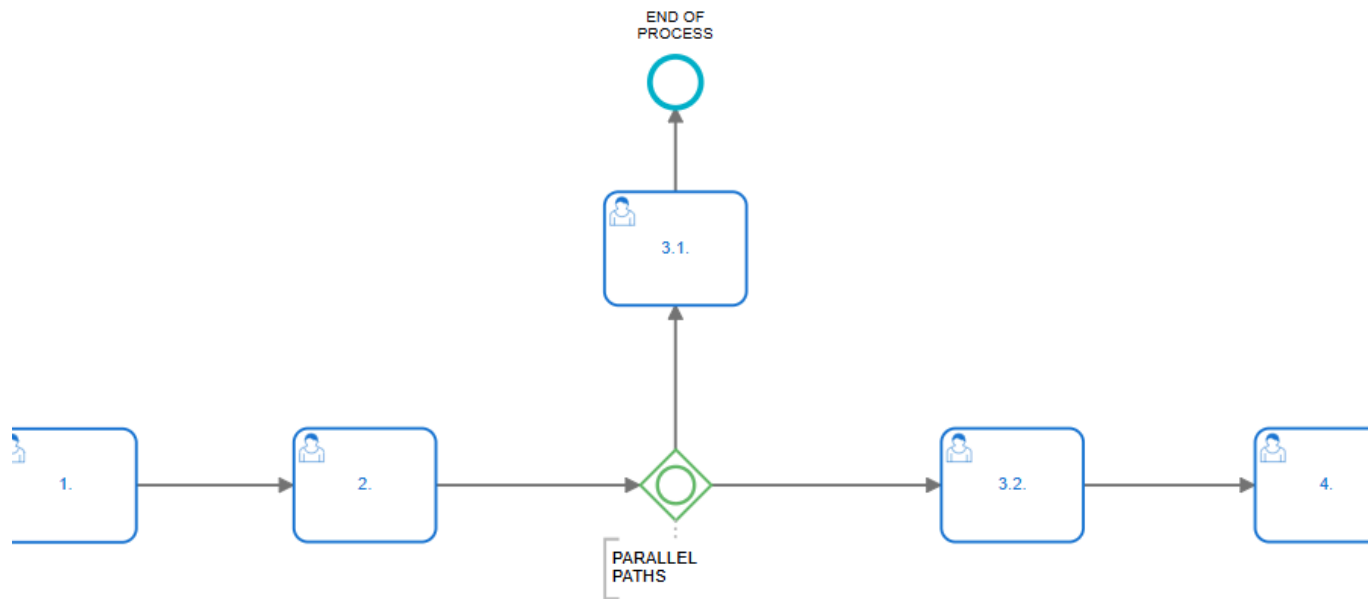 END OF
PROCESS
3.1.
1.
2.
3.2.
4.
PARALLEL
PATHS